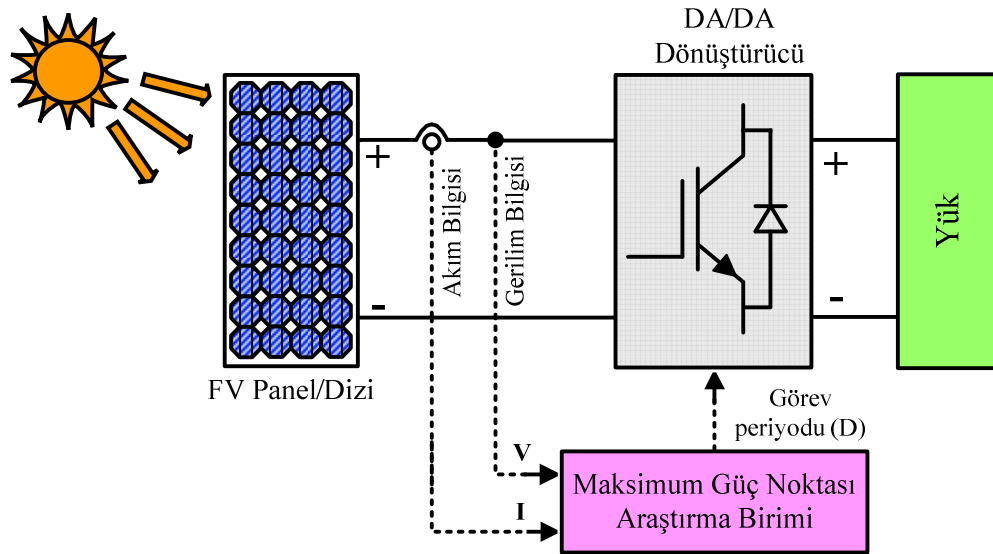 DA/DA
Dönüştürücü
+
-
Akım Bilgisi
Gerilim Bilgisi
+
-
Yük
FV Panel/Dizi
Görev
periyodu (D)
V
I
Maksimum Güç Noktası
Araştırma Birimi